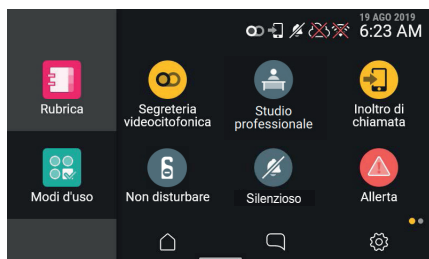 19 AGO 2019
6:23 AM
Rubrica
Segreteria
videocitofonica
Studio
professionale
Inoltro di
chiamata
Modi d'uso
Non disturbare
Silenzioso
Allerta